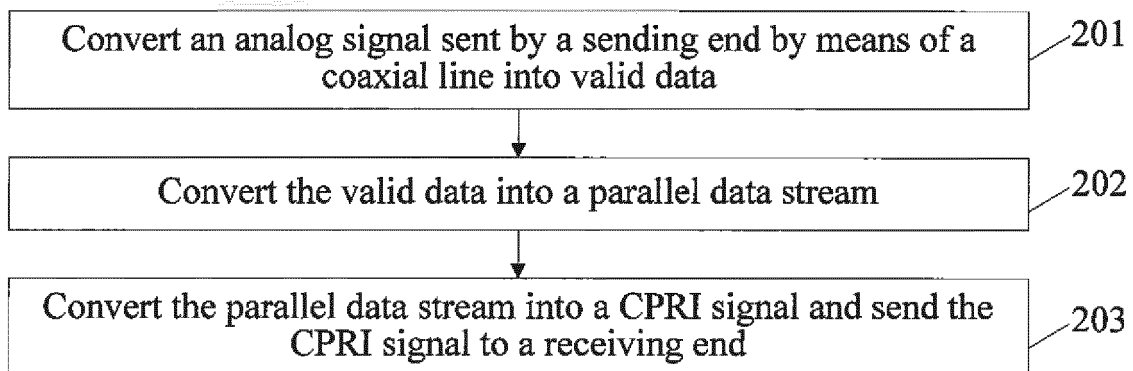 Convert an analog signal sent by a sending end by means of a
coaxial line into valid data
201
Convert the valid data into a parallel data stream
202
Convert the parallel data stream into a CPRI signal and send the
CPRI signal to a receiving end
203